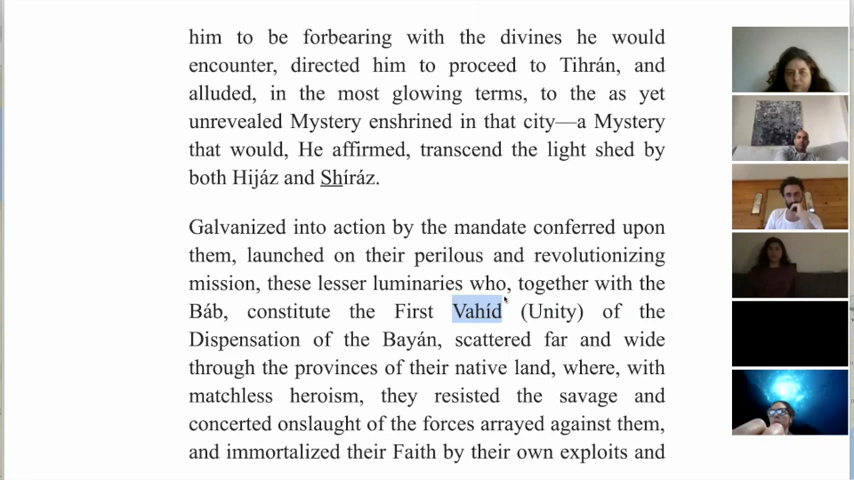 him to be forbearing with the divines he would
encounter, directed him to proceed to Tihrán, and
alluded, in the most glowing terms, to the as yet
unrevealed Mystery enshrined in that city—a Mystery
that would, He affirmed, transcend the light shed by
both Hijáz and Shíráz.
Galvanized into action by the mandate conferred upon
them, launched on their perilous and revolutionizing
mission, these lesser luminaries who, together with the
Báb, constitute the First Vahíd (Unity) of the
Dispensation of the Bayán, scattered far and wide
through the provinces of their native land, where, with
matchless heroism, they resisted the savage and
concerted onslaught of the forces arrayed against them,
and immortalized their Faith by their own exploits and